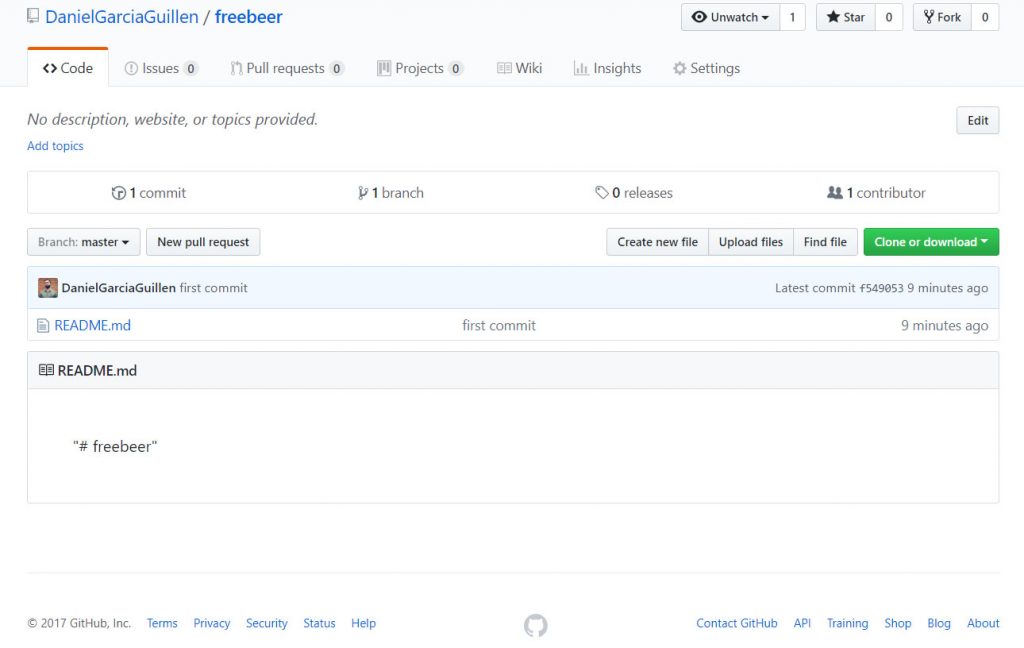 DanielGarciaGuillen / freebeer Unwatch 1 Star 0 Fork 0
Code Issues 0 Pull requests 0 Projects 0 Wiki Insights Settings
No description, website, or topics provided. Edit
Add topics
1 commit 1 branch 0 releases 1 contributor
Branch: master New pull request Create new file Upload files Find file Clone or download
DanielGarciaGuillen first commit Latest commit f549053 9 minutes ago
README.md first commit 9 minutes ago
README.md
"# freebeer"
© 2017 GitHub, Inc. Terms Privacy Security Status Help Contact GitHub API Training Shop Blog About